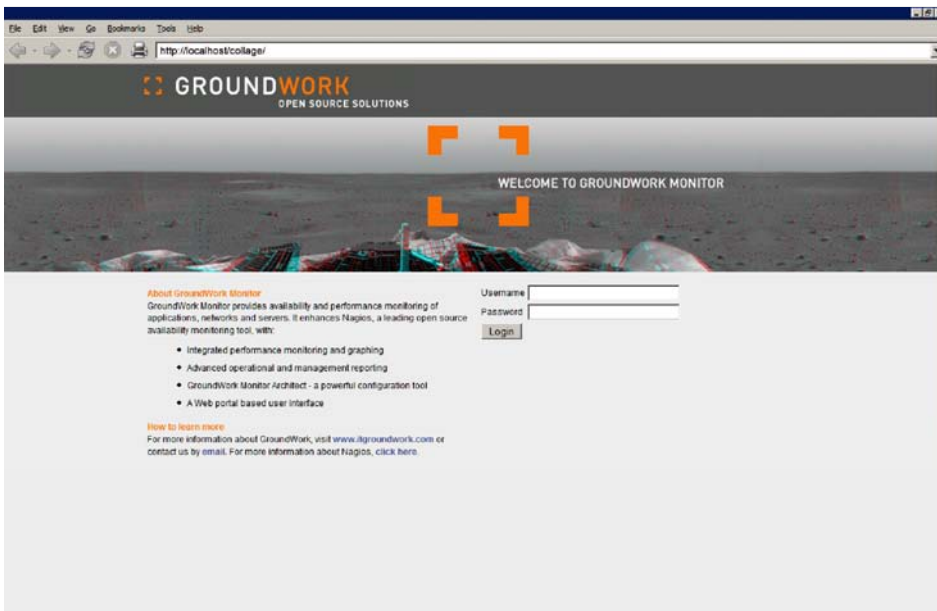 File Edit View Go Bookmarks Tools Help
http://localhost/collage/
GROUNDWORK
OPEN SOURCE SOLUTIONS
WELCOME TO GROUNDWORK MONITOR
About GroundWork Monitor
GroundWork Monitor provides availability and performance monitoring of
applications, networks and servers. It enhances Nagios, a leading open source
availability monitoring tool, with:
• Integrated performance monitoring and graphing
• Advanced operational and management reporting
• GroundWork Monitor Architect - a powerful configuration tool
• A Web portal based user interface
How to learn more
For more information about GroundWork, visit www.itgroundwork.com or
contact us by email. For more information about Nagios, click here.
Username
Password
Login